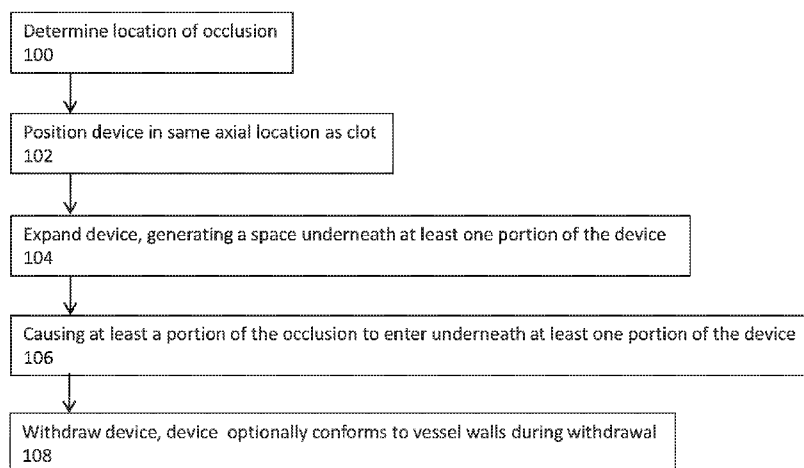 Determine location of occlusion
100
Position device in same axial location as clot
102
Expand device, generating a space underneath at least one portion of the device
104
Causing at least a portion of the occlusion to enter underneath at least one portion of the device
106
Withdraw device, device optionally conforms to vessel walls during withdrawal
108